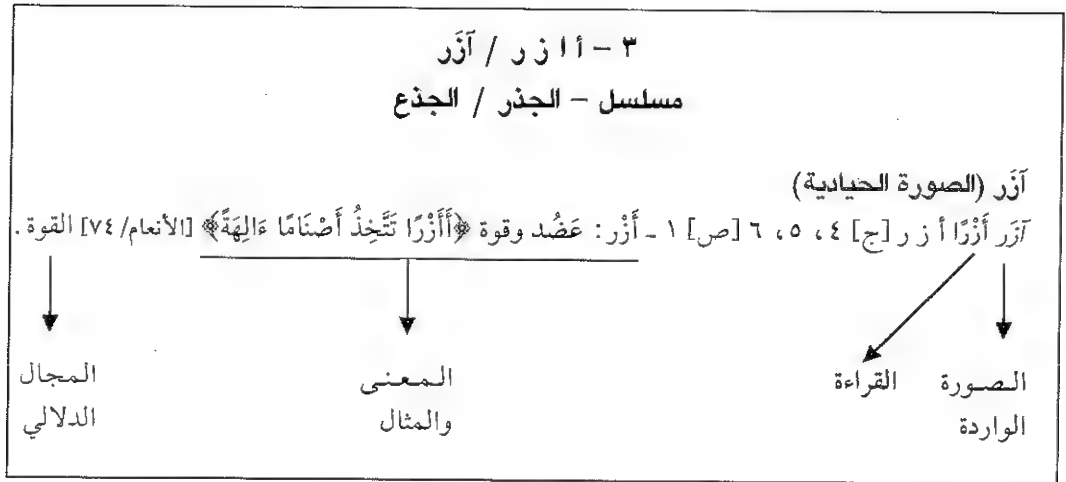 ٣ - أ ا ز ر / آزَر
مسلسل - الجذر / الجذع
آزَر (الصورة الحيادية)
آزَر أَزْرًا أ ز ر [ج] ٤، ٥، ٦ [ص] ١ ـ أَزْر: عَضُد وقوة ﴿أَأَزْرًا تَتَّخِذُ أَصْنَامًا ءَالِهَةً﴾ [الأنعام/ ٧٤] القوة.
الصورة القراءة المعنى المجال
الواردة والمثال الدلالي